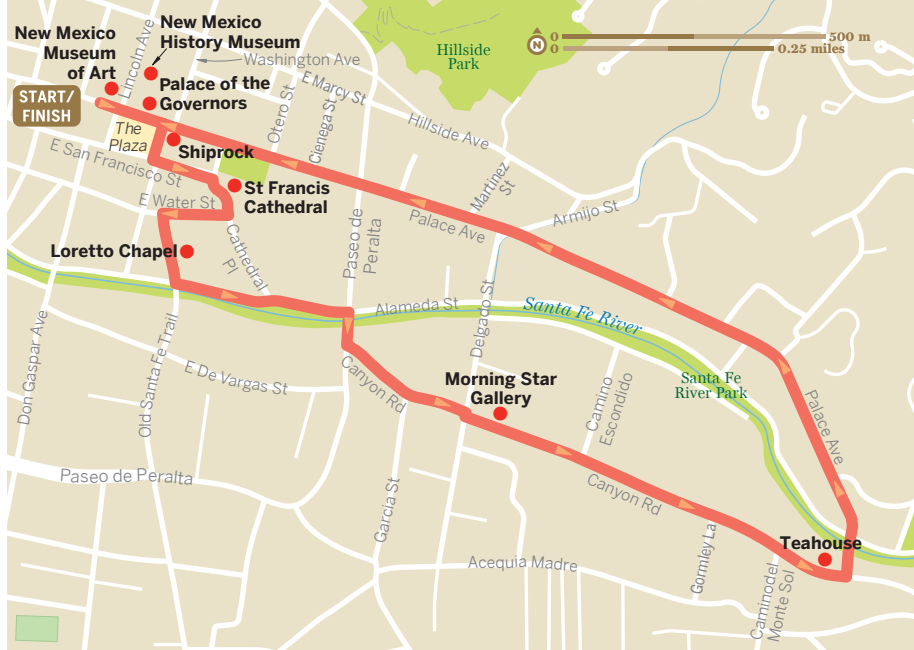 New Mexico
History Museum
New Mexico
Museum
of Art
Lincoln Ave
Washington Ave
Hillside
Park
N
0
500 m
0
0.25 miles
START/
FINISH
Palace of the
Governors
E Marcy St
Otero St
Cienega St
Hillside Ave
The
Plaza
Shiprock
E San Francisco St
St Francis
Cathedral
E Water St
Martinez
St
Palace Ave
Armijo St
Paseo de
Peralta
Cathedral
Pl
Loretto Chapel
Alameda St
Delgado St
Santa Fe River
Don Gaspar Ave
Old Santa Fe Trail
E De Vargas St
Canyon Rd
Morning Star
Gallery
Camino
Escondido
Santa Fe
River Park
Palace Ave
Paseo de Peralta
Garcia St
Canyon Rd
Gormley La
Teahouse
Acequia Madre
Caminodel
Monte Sol